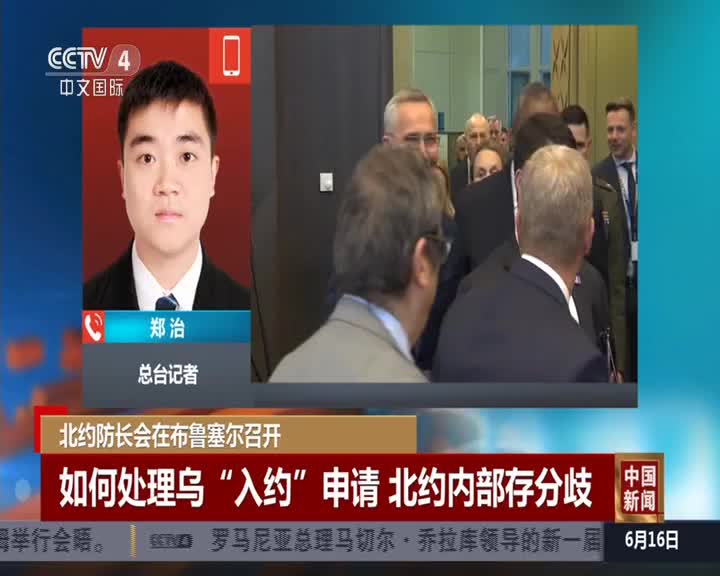 CCTV 4
中文国际
郑 治
总台记者
北约防长会在布鲁塞尔召开
如何处理乌“入约”申请 北约内部存分歧
中国
新闻
举行会晤。 CCTV 4 罗马尼亚总理马切尔·乔拉库领导的新一届
6月16日